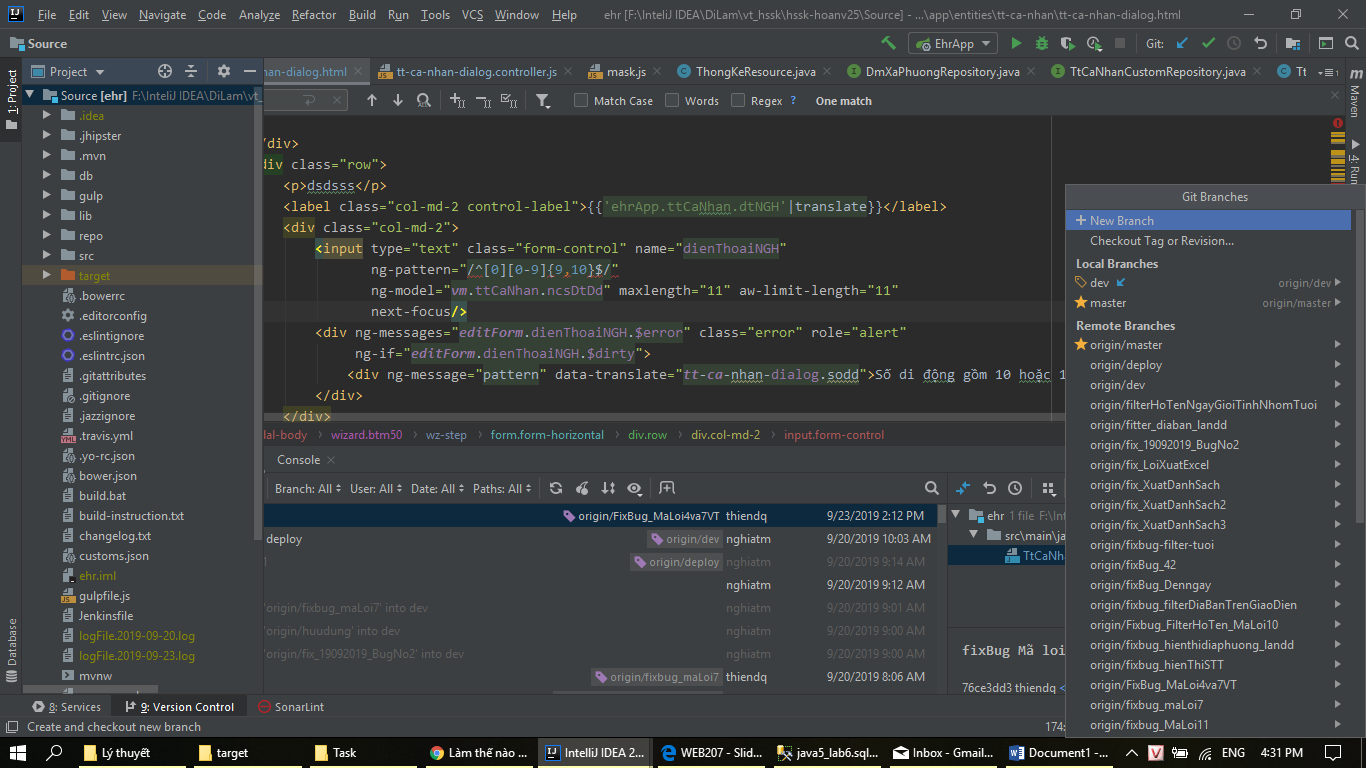 File Edit View Navigate Code Analyze Refactor Build Run Tools VCS Window Help ehr [F:\InteliJ IDEA\DiLam\vt_hssk\hssk-hoanv25\Source] - ...\app\entities\tt-ca-nhan\tt-ca-nhan-dialog.html
Source EhrApp Git:
Project nhan-dialog.html tt-ca-nhan-dialog.controller.js mask.js ThongKeResource.java DmXaPhuongRepository.java TtCaNhanCustomRepository.java Tt
1: Project
Maven
4: Run
Database
Source [ehr] F:\InteliJ IDEA\DiLam\vt_
.idea
.jhipster
.mvn
db
gulp
lib
repo
src
target
.bowerrc
.editorconfig
.eslintignore
.eslintrc.json
.gitattributes
.gitignore
.jazzignore
.travis.yml
.yo-rc.json
bower.json
build.bat
build-instruction.txt
changelog.txt
customs.json
ehr.iml
gulpfile.js
Jenkinsfile
logFile.2019-09-20.log
logFile.2019-09-23.log
mvnw
Match Case Words Regex ? One match
/div>
div class="row">
<p>dsdsss</p>
<label class="col-md-2 control-label">{{'ehrApp.ttCaNhan.dtNGH'|translate}}</label>
<div class="col-md-2">
<input type="text" class="form-control" name="dienThoaiNGH"
ng-pattern="/^[0][0-9]{9,10}$/"
ng-model="vm.ttCaNhan.ncsDtDd" maxlength="11" aw-limit-length="11"
next-focus/>
<div ng-messages="editForm.dienThoaiNGH.$error" class="error" role="alert"
ng-if="editForm.dienThoaiNGH.$dirty">
<div ng-message="pattern" data-translate="tt-ca-nhan-dialog.sodd">Số di động gồm 10 hoặc 1
</div>
</div>
dal-body wizard.btm50 wz-step form.form-horizontal div.row div.col-md-2 input.form-control
Console
Branch: All User: All Date: All Paths: All
origin/FixBug_MaLoi4va7VT thiendq 9/23/2019 2:12 PM
deploy origin/dev nghiatm 9/20/2019 10:03 AM
origin/deploy nghiatm 9/20/2019 9:14 AM
nghiatm 9/20/2019 9:12 AM
'origin/fixbug_maLoi7' into dev nghiatm 9/20/2019 9:01 AM
'origin/huudung' into dev nghiatm 9/20/2019 9:00 AM
'origin/fix_19092019_BugNo2' into dev nghiatm 9/20/2019 9:00 AM
origin/fixbug_maLoi7 thiendq 9/20/2019 8:06 AM
ehr 1 file F:\Int
src\main\ja
TtCaNha
fixBug Mã loi
76ce3dd3 thiendq <
Git Branches
New Branch
Checkout Tag or Revision...
Local Branches
dev origin/dev
master origin/master
Remote Branches
origin/master
origin/deploy
origin/dev
origin/filterHoTenNgayGioiTinhNhomTuoi
origin/fitter_diaban_landd
origin/fix_19092019_BugNo2
origin/fix_LoiXuatExcel
origin/fix_XuatDanhSach
origin/fix_XuatDanhSach2
origin/fix_XuatDanhSach3
origin/fixbug-filter-tuoi
origin/fixBug_42
origin/fixBug_Denngay
origin/fixbug_filterDiaBanTrenGiaoDien
origin/Fixbug_FilterHoTen_MaLoi10
origin/fixbug_hienthidiaphuong_landd
origin/fixbug_hienThiSTT
origin/FixBug_MaLoi4va7VT
origin/fixbug_maLoi7
origin/fixbug_MaLoi11
8: Services 9: Version Control SonarLint
Create and checkout new branch 174:
Lý thuyết target Task Làm thế nào ... IntelliJ IDEA 2... WEB207 - Slid... java5_lab6.sql... Inbox - Gmail... Document1 -... ENG 4:31 PM